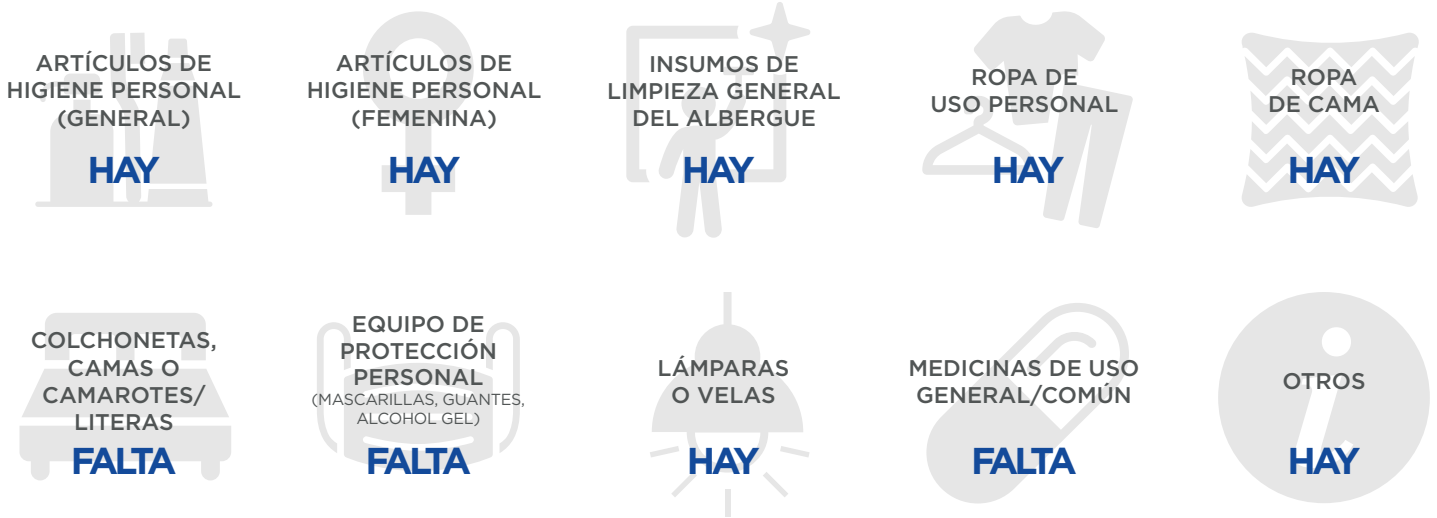 ARTÍCULOS DE
HIGIENE PERSONAL
(GENERAL)
HAY
ARTÍCULOS DE
HIGIENE PERSONAL
(FEMENINA)
HAY
INSUMOS DE
LIMPIEZA GENERAL
DEL ALBERGUE
HAY
ROPA DE
USO PERSONAL
HAY
ROPA
DE CAMA
HAY
COLCHONETAS,
CAMAS O
CAMAROTES/
LITERAS
FALTA
EQUIPO DE
PROTECCIÓN
PERSONAL
(MASCARILLAS, GUANTES,
ALCOHOL GEL)
FALTA
LÁMPARAS
O VELAS
HAY
MEDICINAS DE USO
GENERAL/COMÚN
FALTA
OTROS
HAY